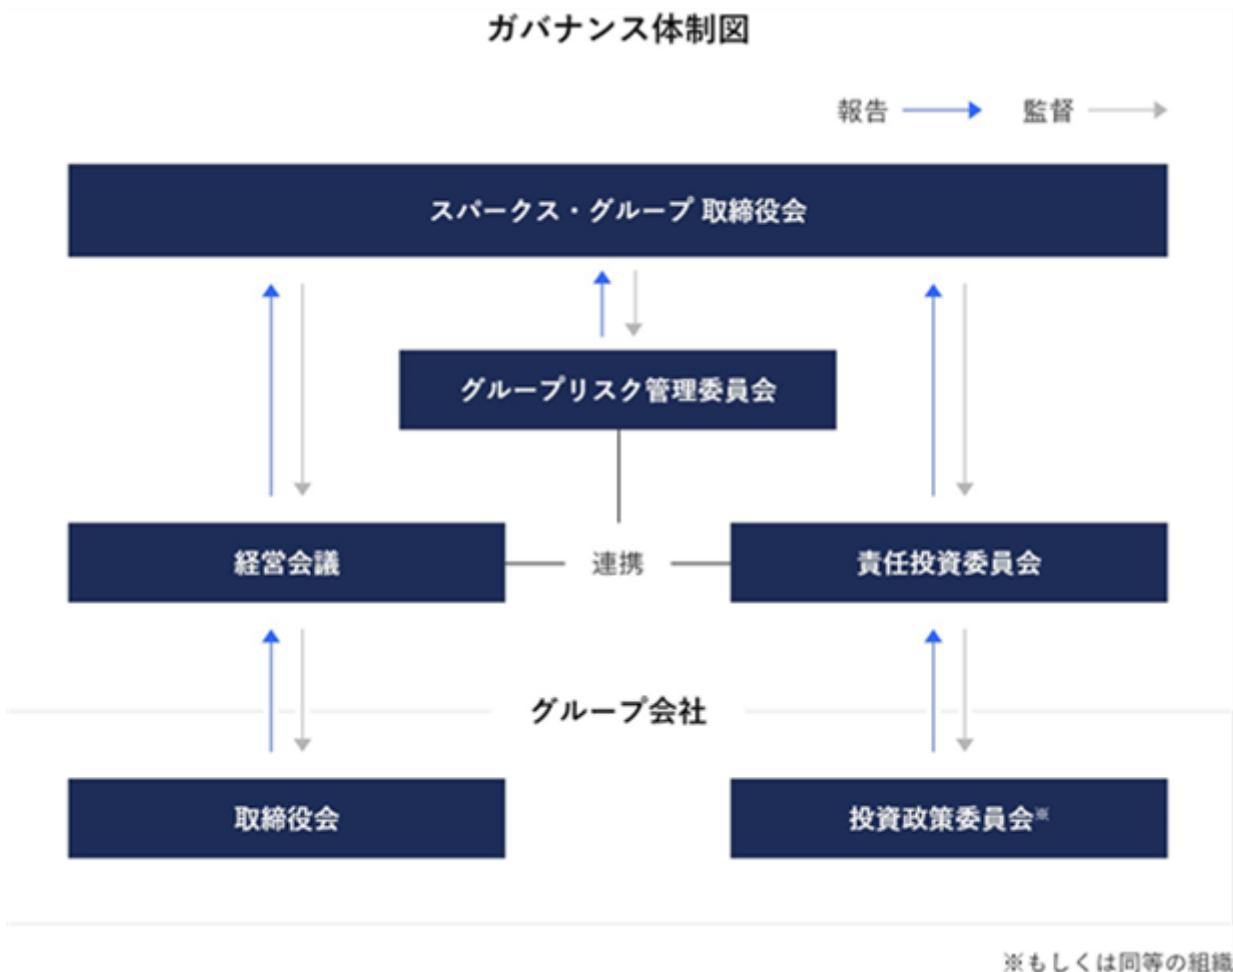 ガバナンス体制図
報告 監督
スパークス・グループ 取締役会
グループリスク管理委員会
経営会議 連携 責任投資委員会
グループ会社
取締役会 投資政策委員会※
※もしくは同等の組織